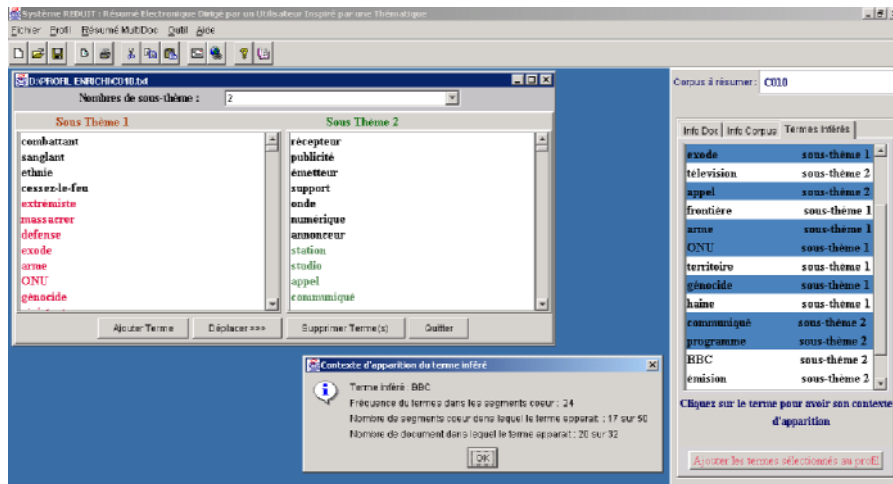 Système REDUIT : Résumé Electronique Dirigé par un Utilisateur Inspiré par une Thématique
Fichier Profil Résumé MultiDoc Outil Aide
D:\PROFIL ENRICHI\C010.txt
Nombres de sous-thème : 2
Sous Thème 1 Sous Thème 2
combattant récepteur
sanglant publicité
ethnie émetteur
cessez-le-feu support
extrémiste onde
massacrer numérique
defense annonceur
exode station
arme studio
ONU appel
génocide communiqué
Ajouter Terme Déplacer >>> Supprimer Terme(s) Quitter
Contexte d'apparition du terme inféré
Terme inféré : BBC
Fréquence du termes dans les segments coeur : 24
Nombre de segments coeur dans lequel le terme apparait : 17 sur 50
Nombre de document dans lequel le terme apparait : 20 sur 32
OK
Corpus à résumer : C010
Info Doc Info Corpus Termes Inférés
exode sous-thème 1
télevision sous-thème 2
appel sous-thème 2
frontière sous-thème 1
arme sous-thème 1
ONU sous-thème 1
territoire sous-thème 1
génocide sous-thème 1
haine sous-thème 1
communiqué sous-thème 2
programme sous-thème 2
BBC sous-thème 2
émision sous-thème 2
Cliquez sur le terme pour avoir son contexte
d'apparition
Ajouter les termes sélectionnés au profil